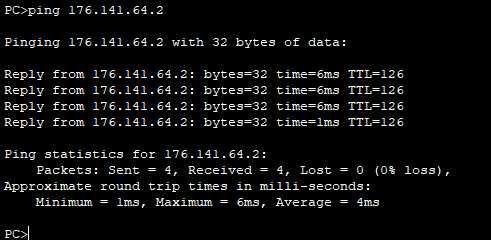 PC>ping 176.141.64.2
Pinging 176.141.64.2 with 32 bytes of data:
Reply from 176.141.64.2: bytes=32 time=6ms TTL=126
Reply from 176.141.64.2: bytes=32 time=6ms TTL=126
Reply from 176.141.64.2: bytes=32 time=6ms TTL=126
Reply from 176.141.64.2: bytes=32 time=1ms TTL=126
Ping statistics for 176.141.64.2:
    Packets: Sent = 4, Received = 4, Lost = 0 (0% loss),
Approximate round trip times in milli-seconds:
    Minimum = 1ms, Maximum = 6ms, Average = 4ms
PC>